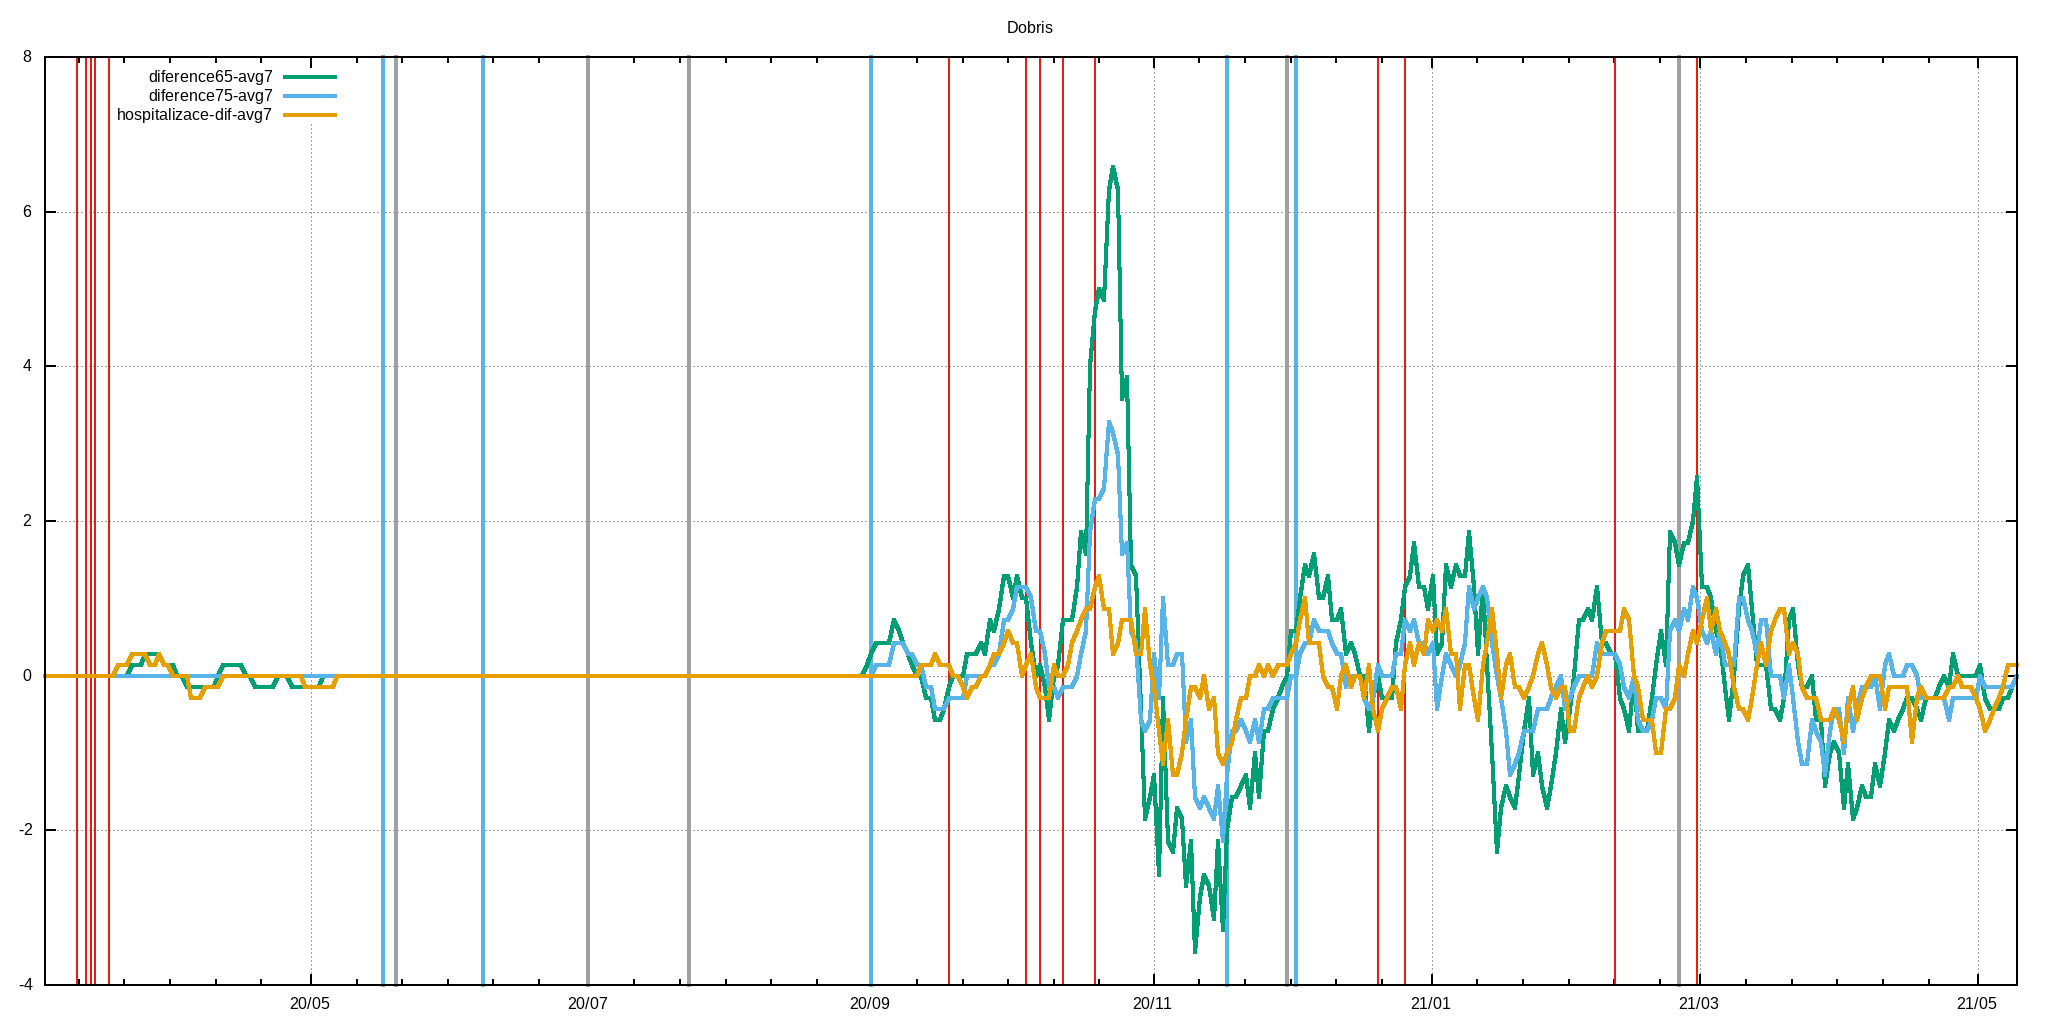 Dobris
diference65-avg7
diference75-avg7
hospitalizace-dif-avg7
8
6
4
2
0
-2
-4
20/05 20/07 20/09 20/11 21/01 21/03 21/05